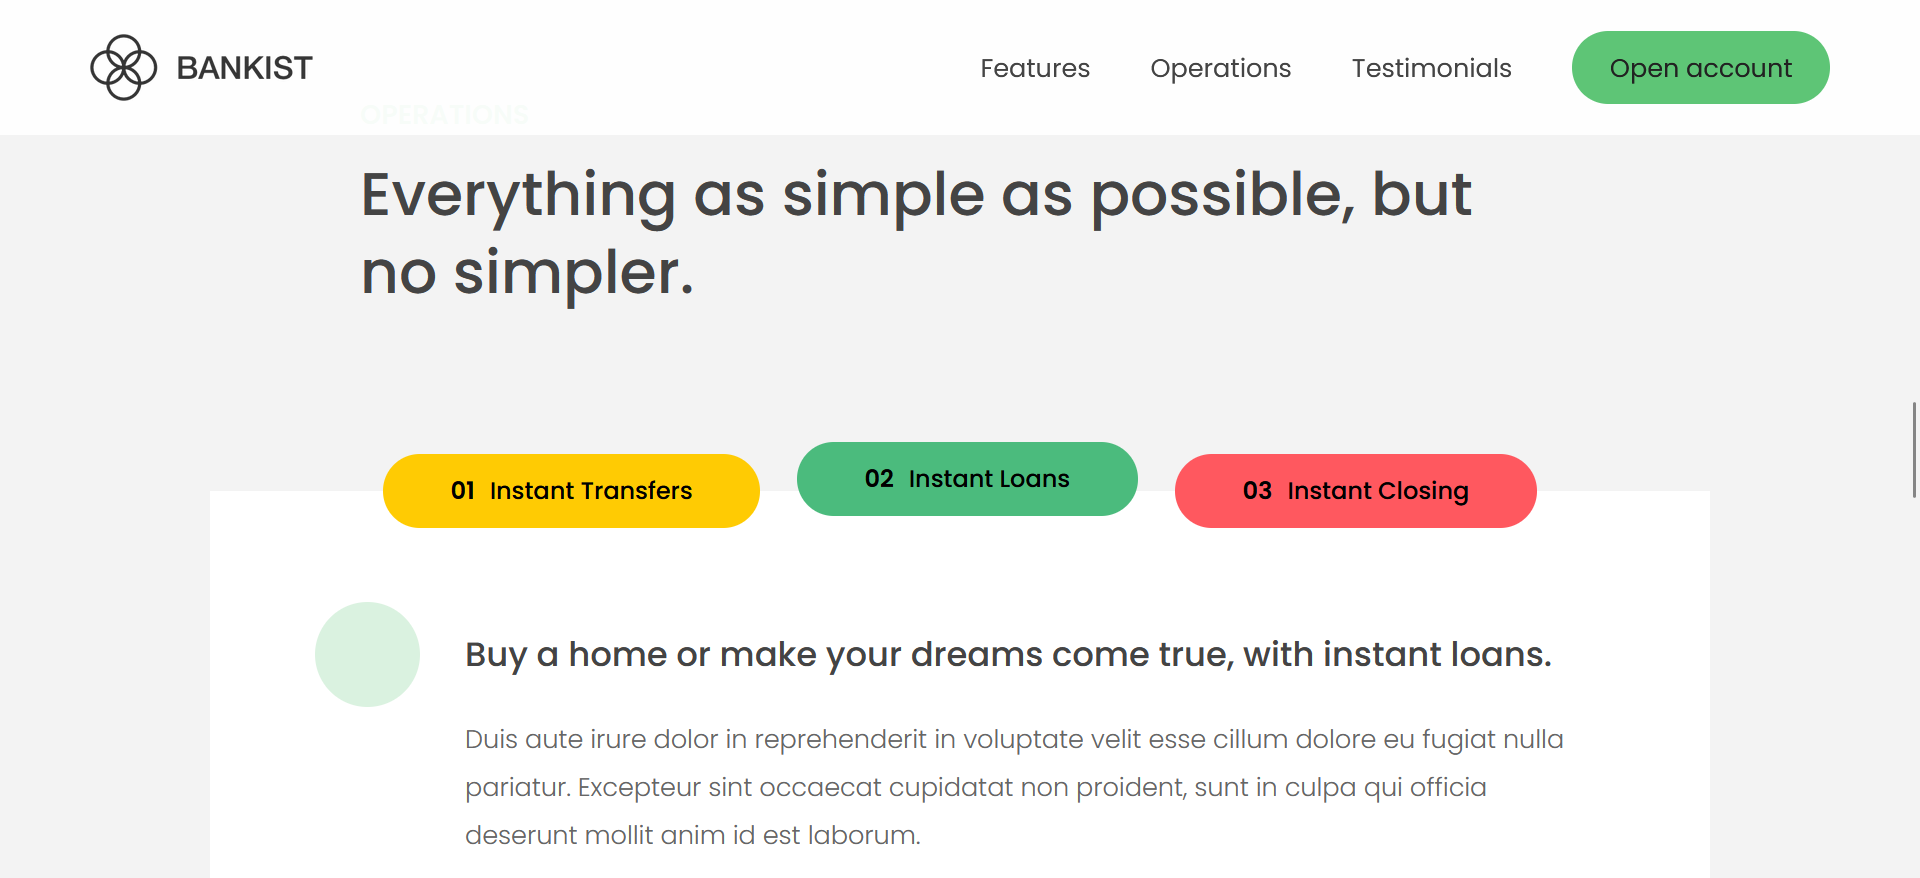 BANKIST
Features
Operations
Testimonials
Open account
OPERATIONS
Everything as simple as possible, but
no simpler.
01 Instant Transfers
02 Instant Loans
03 Instant Closing
Buy a home or make your dreams come true, with instant loans.
Duis aute irure dolor in reprehenderit in voluptate velit esse cillum dolore eu fugiat nulla
pariatur. Excepteur sint occaecat cupidatat non proident, sunt in culpa qui officia
deserunt mollit anim id est laborum.